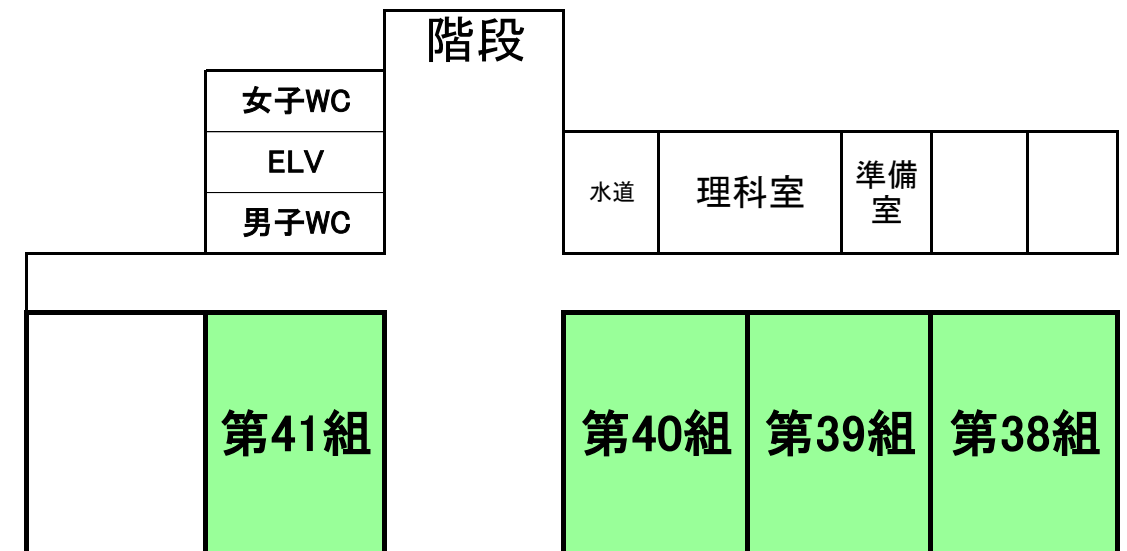 階段
女子WC
ELV
男子WC
水道
理科室
準備
室
第41組
第40組
第39組
第38組